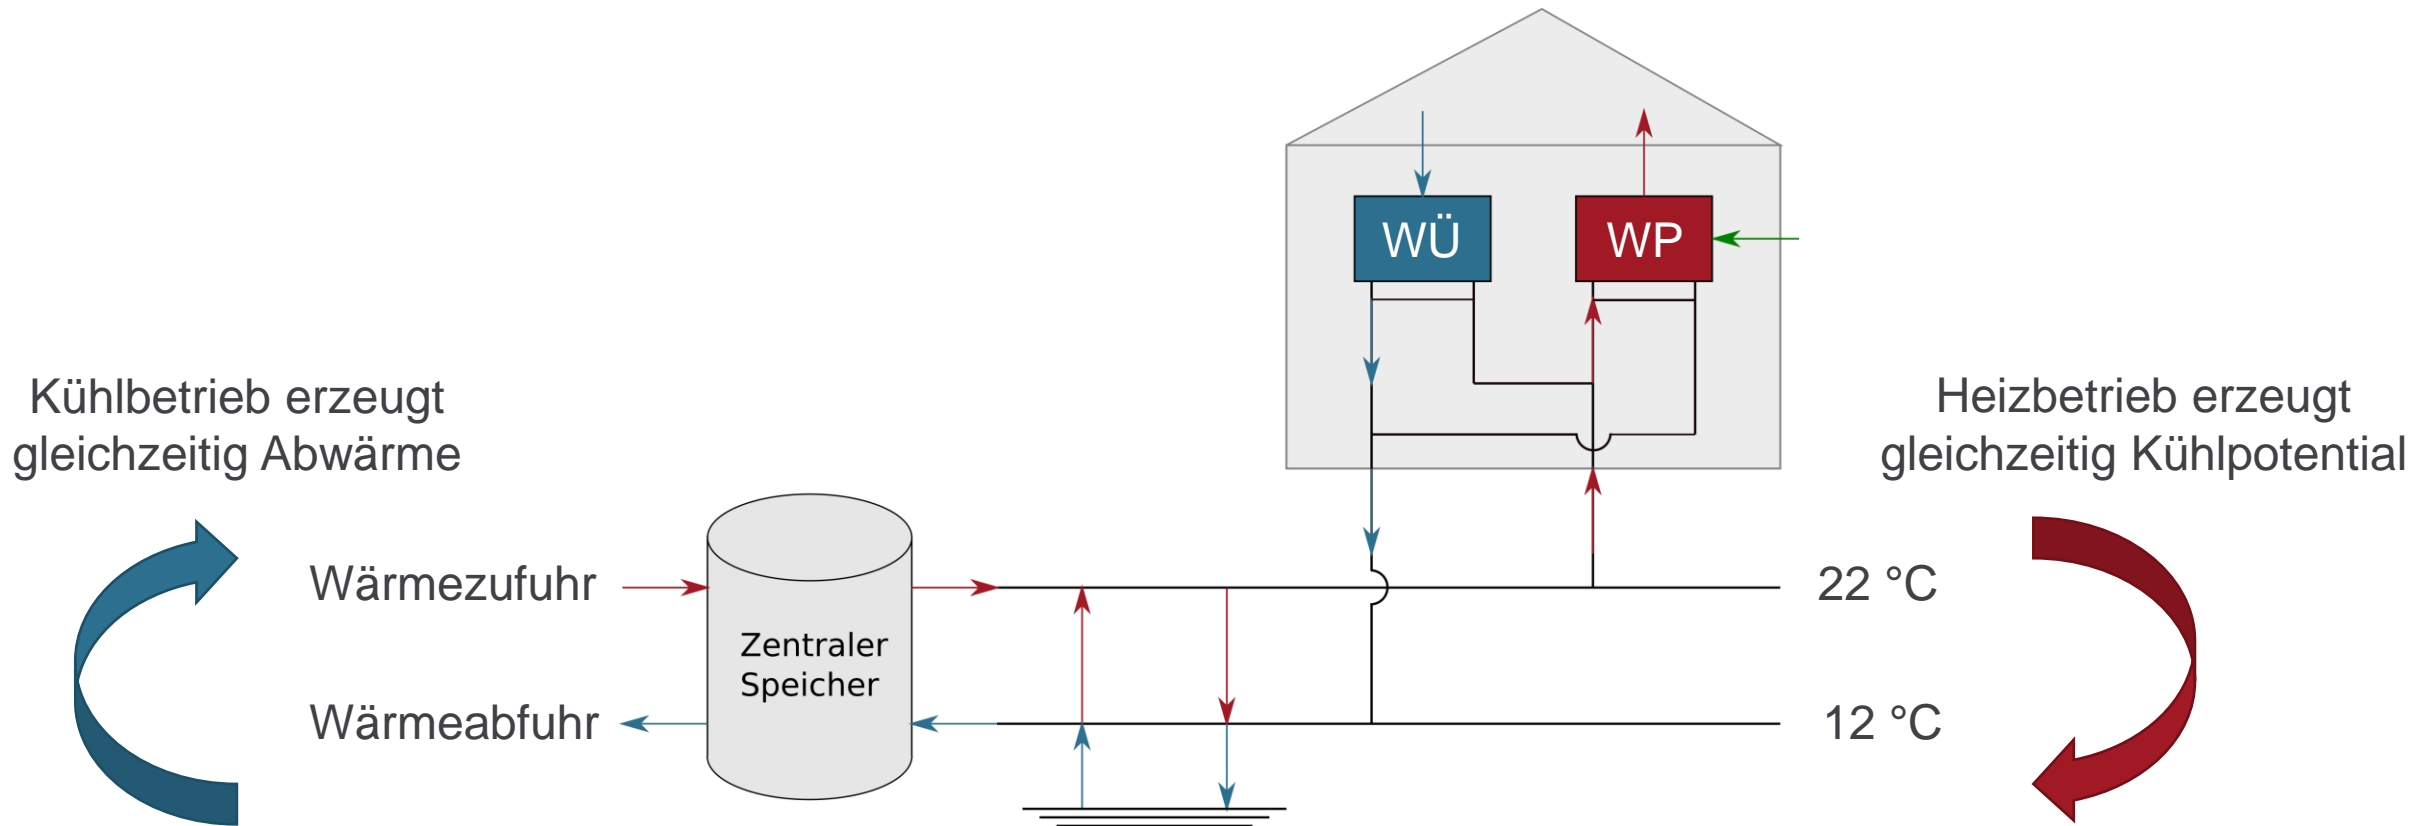 WÜ
WP
Kühlbetrieb erzeugt
gleichzeitig Abwärme
Heizbetrieb erzeugt
gleichzeitig Kühlpotential
Wärmezufuhr
22 °C
Zentraler
Speicher
Wärmeabfuhr
12 °C